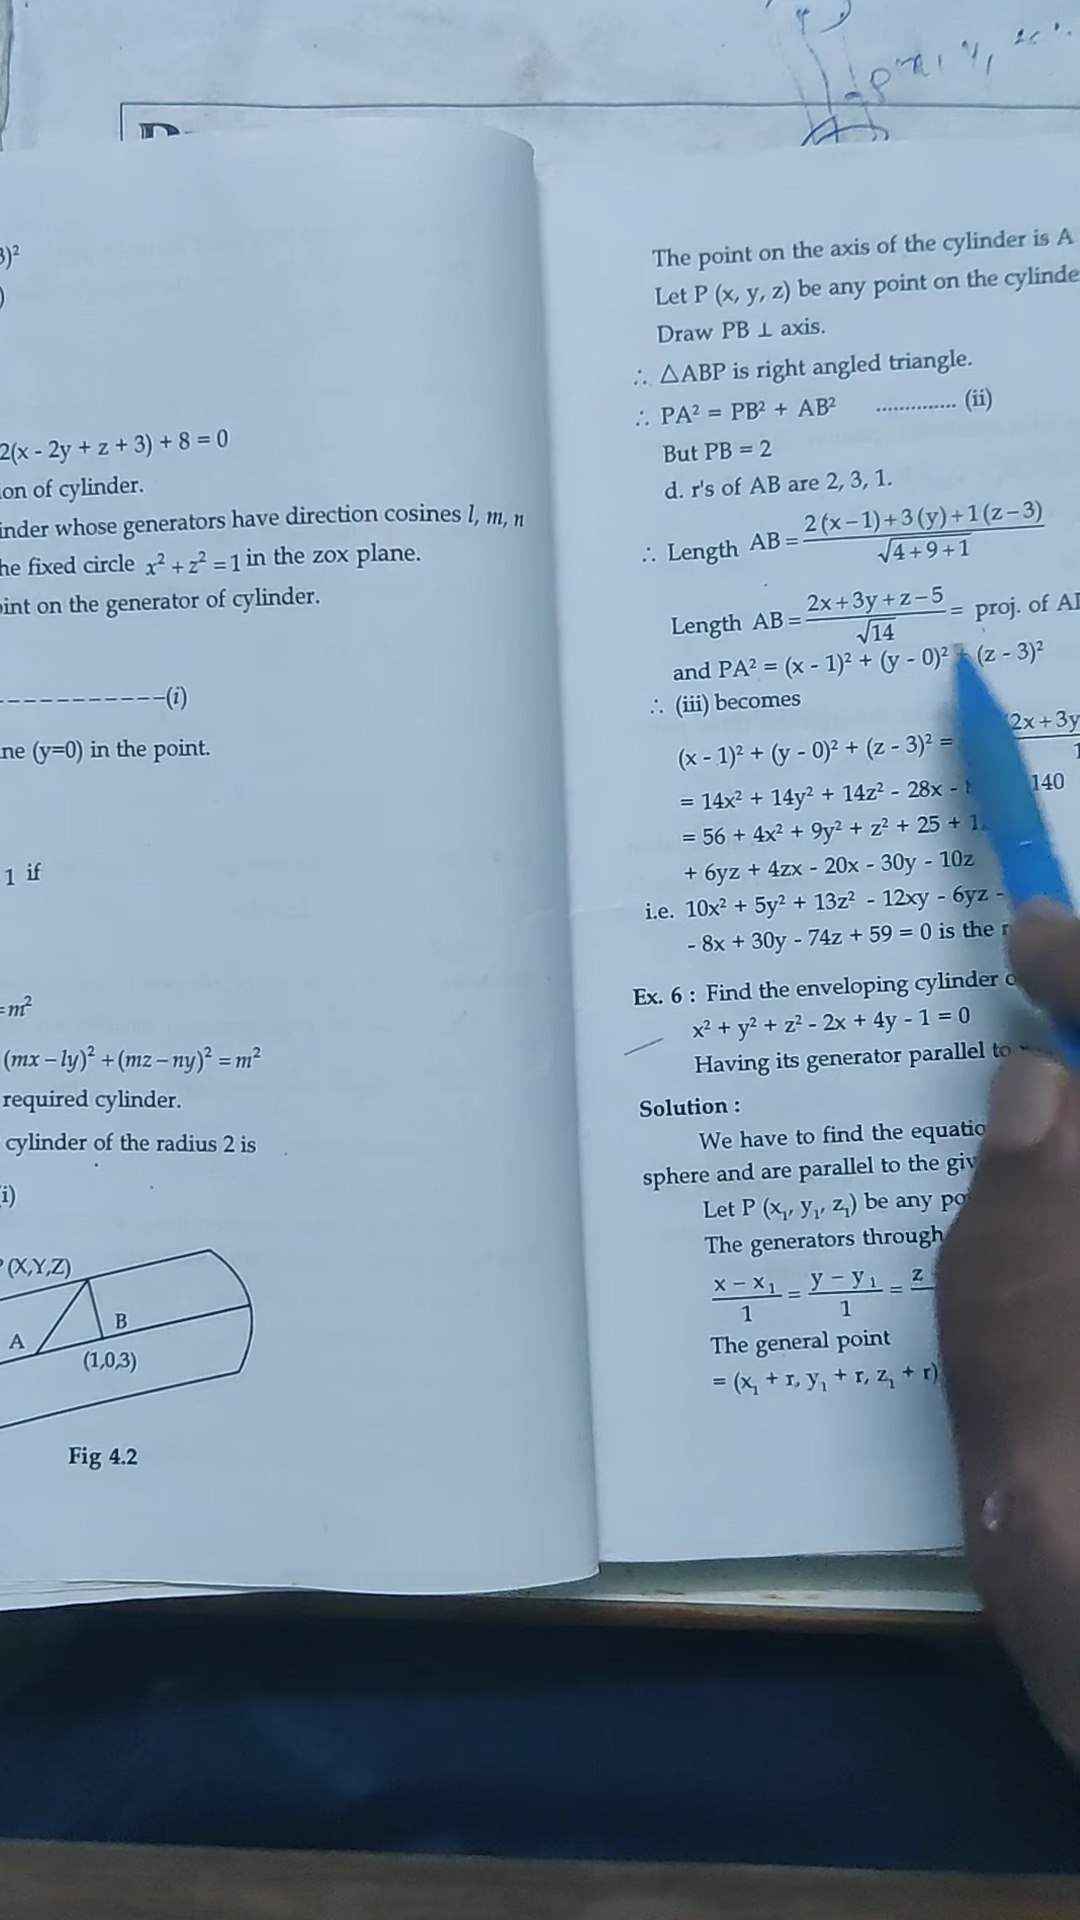 3)²
)
2(x - 2y + z + 3) + 8 = 0
ion of cylinder.
inder whose generators have direction cosines l, m, n
he fixed circle x² + z² = 1 in the zox plane.
oint on the generator of cylinder.
---------------(i)
ne (y=0) in the point.
1 if
=m²
(mx – ly)² + (mz – ny)² = m²
required cylinder.
cylinder of the radius 2 is
i)
(X,Y,Z)
A
B
(1,0,3)
Fig 4.2
The point on the axis of the cylinder is A
Let P (x, y, z) be any point on the cylinde
Draw PB ⊥ axis.
∴ △ABP is right angled triangle.
∴ PA² = PB² + AB² .............. (ii)
But PB = 2
d. r's of AB are 2, 3, 1.
∴ Length AB = 2(x–1)+3(y)+1(z–3) / √4+9+1
Length AB = 2x+3y+z–5 / √14 = proj. of
and PA² = (x - 1)² + (y - 0)² + (z - 3)²
∴ (iii) becomes
(x - 1)² + (y - 0)² + (z - 3)² = 2x+3y
= 14x² + 14y² + 14z² - 28x - 140
= 56 + 4x² + 9y² + z² + 25 + 1
+ 6yz + 4zx - 20x - 30y - 10z
i.e. 10x² + 5y² + 13z² - 12xy - 6yz -
- 8x + 30y - 74z + 59 = 0 is the
Ex. 6 : Find the enveloping cylinder
x² + y² + z² - 2x + 4y - 1 = 0
Having its generator parallel to
Solution :
We have to find the equatio
sphere and are parallel to the giv
Let P (x₁, y₁, z₁) be any po
The generators through
x – x₁ / 1 = y – y₁ / 1 = z
The general point
= (x₁ + r, y₁ + r, z₁ + r)